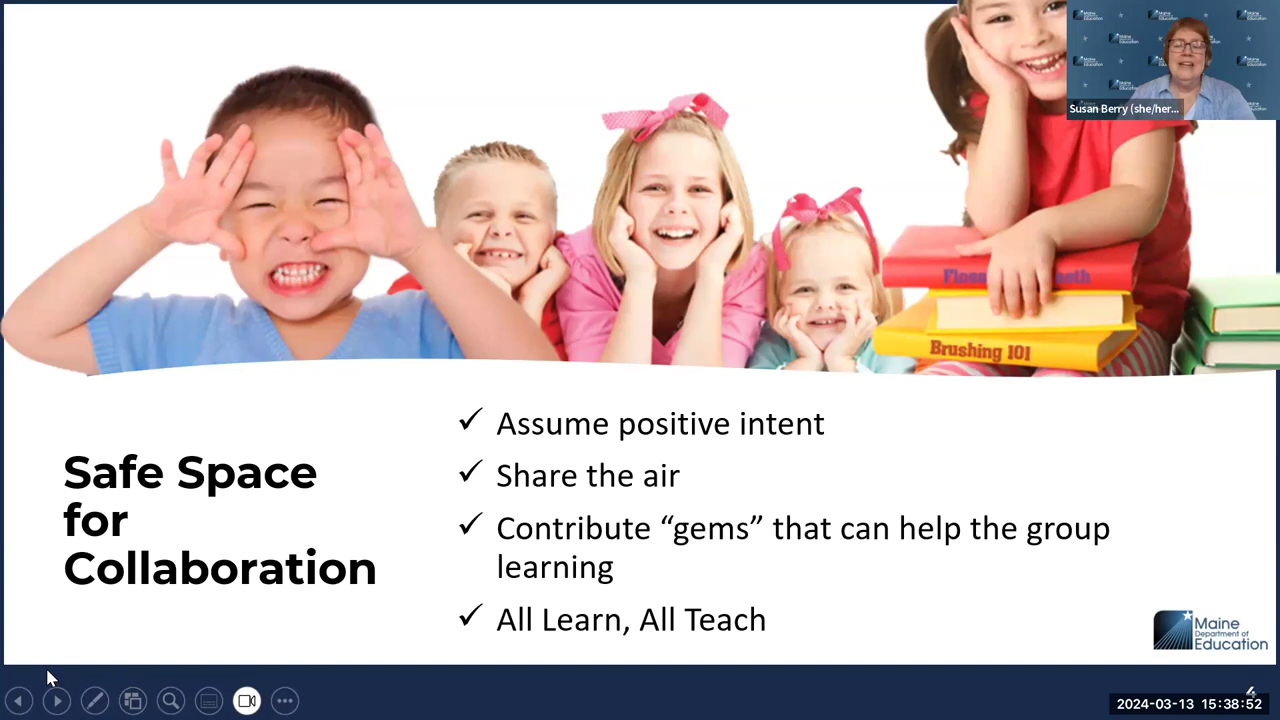 Susan Berry (she/her...
Brushing 101
Safe Space
for
Collaboration
✓ Assume positive intent
✓ Share the air
✓ Contribute “gems” that can help the group
learning
✓ All Learn, All Teach
Maine
Department of
Education
4
2024-03-13 15:38:52